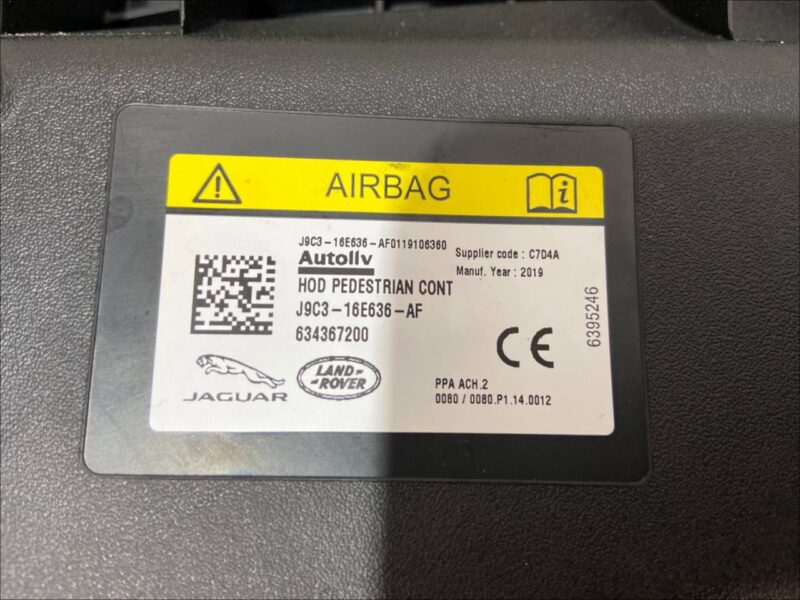 AIRBAG
J9C3-16E636-AF0119106360
Autoliv
Supplier code : C7D4A
Manuf. Year : 2019
HOD PEDESTRIAN CONT
J9C3-16E636-AF
634367200
6395246
CE
JAGUAR
LAND-
-ROVER
PPA ACH.2
0080 / 0080.P1.14.0012